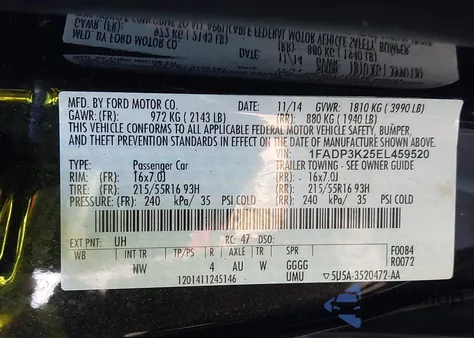 MFD. BY FORD MOTOR CO. 11/14 GVWR: 1810 KG (3990 LB)
GAWR: (FR): 972 KG (2143 LB) (RR): 880 KG (1940 LB)
THIS VEHICLE CONFORMS TO ALL APPLICABLE FEDERAL MOTOR VEHICLE SAFETY, BUMPER,
AND THEFT PREVENTION STANDARDS IN EFFECT ON THE DATE OF MANUFACTURE SHOWN ABOVE.
VIN: 1FADP3K25EL459520
TYPE: Passenger Car TRAILER TOWING - SEE OWNER GUIDE
RIM: (FR): 16x7.0J (RR): 16x7.0J
TIRE: (FR): 215/55R16 93H (RR): 215/55R16 93H
PRESSURE: (FR): 240 kPa/ 35 PSI COLD (RR): 240 kPa/ 35 PSI COLD
EXT PNT: UH RC: 47 DSO: F0084
WB INT TR TP/PS R AXLE TR SPR R0072
NW 4 AU W GGGG
1201411245146 UMU ▽5U5A-3520472-AA